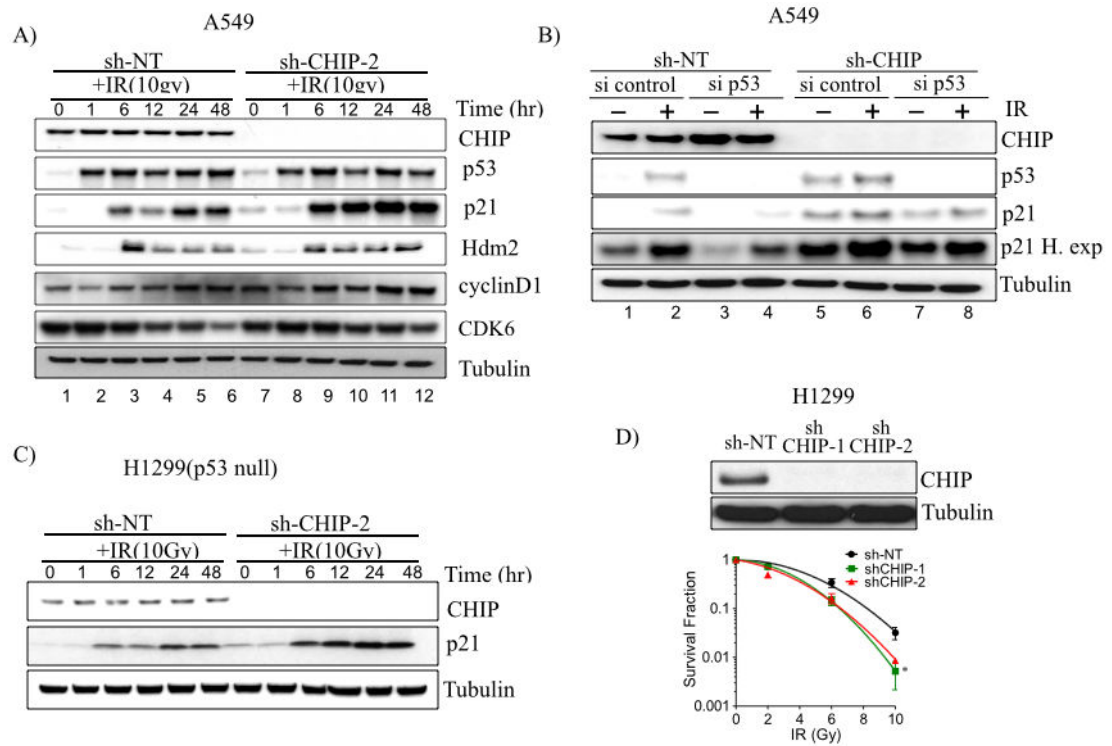 A)
A549
sh-NT
sh-CHIP-2
+IR(10gy)
+IR(10gy)
0 1 6 12 24 48 0 1 6 12 24 48
Time (hr)
CHIP
p53
p21
Hdm2
cyclinD1
CDK6
Tubulin
1 2 3 4 5 6 7 8 9 10 11 12
B)
A549
sh-NT
sh-CHIP
si control
si p53
si control
si p53
− + − + − + − +
IR
CHIP
p53
p21
p21 H. exp
Tubulin
1 2 3 4 5 6 7 8
C)
H1299(p53 null)
sh-NT
sh-CHIP-2
+IR(10Gy)
+IR(10Gy)
0 1 6 12 24 48 0 1 6 12 24 48
Time (hr)
CHIP
p21
Tubulin
H1299
D)
sh-NT
sh CHIP-1
sh CHIP-2
CHIP
Tubulin
sh-NT
shCHIP-1
shCHIP-2
Survival Fraction
1
0.1
0.01
0.001
*
0 2 4 6 8 10
IR (Gy)